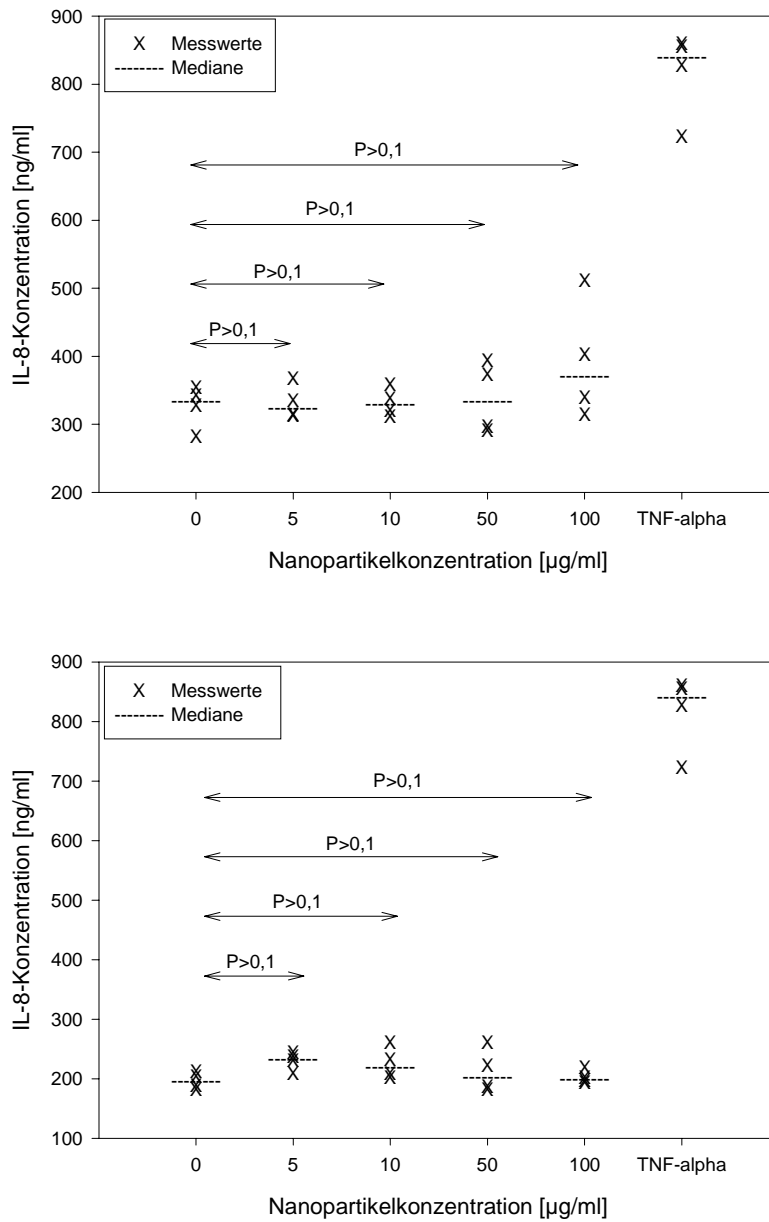 900
X Messwerte
Mediane
800
700
P>0,1
600
P>0,1
500
P>0,1
400
P>0,1
300
200
IL-8-Konzentration [ng/ml]
0 5 10 50 100 TNF-alpha
Nanopartikelkonzentration [µg/ml]
900
X Messwerte
Mediane
800
700
P>0,1
600
P>0,1
500
P>0,1
400
P>0,1
300
200
100
IL-8-Konzentration [ng/ml]
0 5 10 50 100 TNF-alpha
Nanopartikelkonzentration [µg/ml]